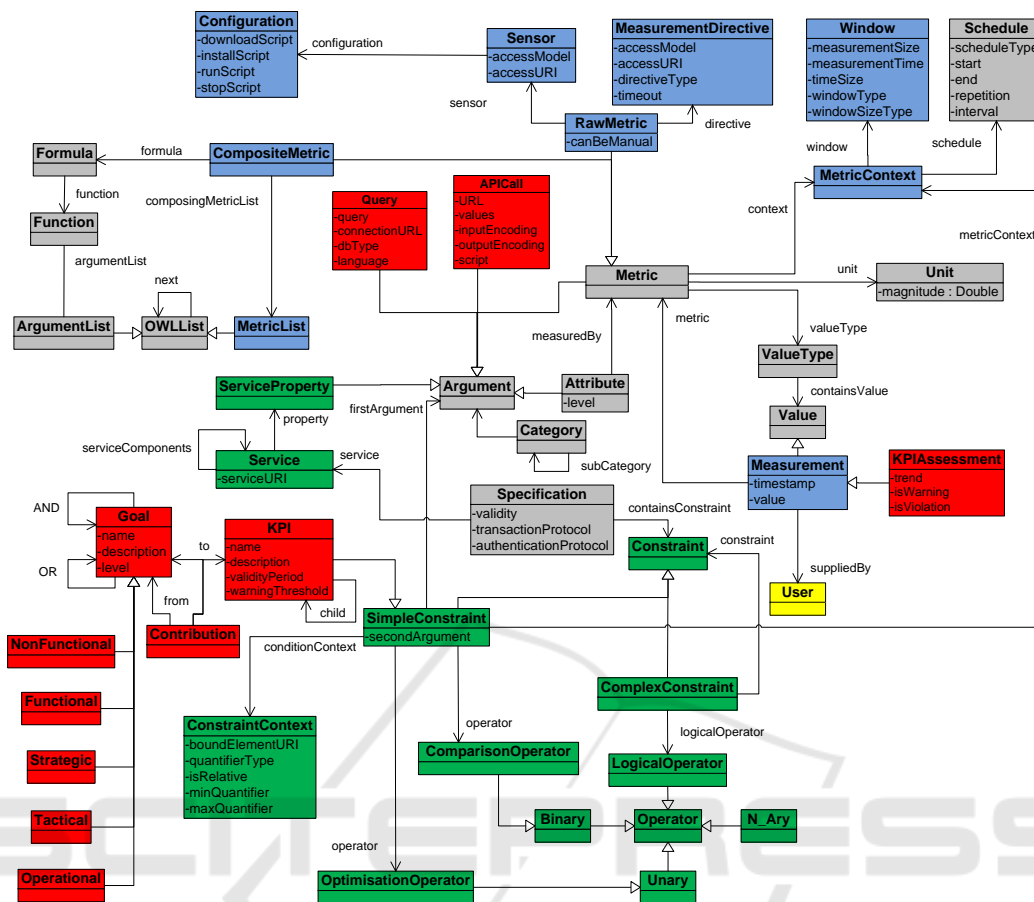 Configuration
-downloadScript
-installScript
-runScript
-stopScript
configuration
Sensor
-accessModel
-accessURI
MeasurementDirective
-accessModel
-accessURI
-directiveType
-timeout
Window
-measurementSize
-measurementTime
-timeSize
-windowType
-windowSizeType
Schedule
-scheduleType
-start
-end
-repetition
-interval
sensor
RawMetric
-canBeManual
directive
window
schedule
Formula
formula
CompositeMetric
MetricContext
function
composingMetricList
Query
-query
-connectionURL
-dbType
-language
APICall
-URL
-values
-inputEncoding
-outputEncoding
-script
context
metricContext
Function
argumentList
next
Metric
unit
Unit
-magnitude : Double
ArgumentList
OWLList
MetricList
measuredBy
metric
valueType
ValueType
containsValue
ServiceProperty
Argument
Attribute
-level
firstArgument
property
Value
serviceComponents
Service
-serviceURI
service
Category
subCategory
Measurement
-timestamp
-value
KPIAssessment
-trend
-isWarning
-isViolation
Specification
-validity
-transactionProtocol
-authenticationProtocol
containsConstraint
AND
Goal
-name
-description
-level
OR
to
from
KPI
-name
-description
-validityPeriod
-warningThreshold
child
Constraint
constraint
suppliedBy
User
Contribution
SimpleConstraint
-secondArgument
NonFunctional
conditionContext
Functional
ComplexConstraint
ConstraintContext
-boundElementURI
-quantifierType
-isRelative
-minQuantifier
-maxQuantifier
operator
logicalOperator
Strategic
ComparisonOperator
LogicalOperator
Tactical
Binary
Operator
N_Ary
operator
Operational
OptimisationOperator
Unary
SCITEPRESS